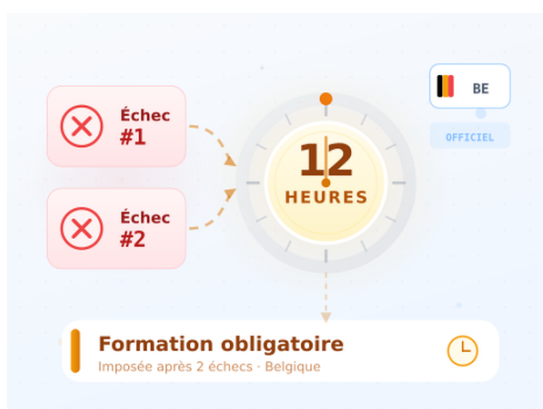 Échec
#1
Échec
#2
12
HEURES
BE
OFFICIEL
Formation obligatoire
Imposée après 2 échecs · Belgique